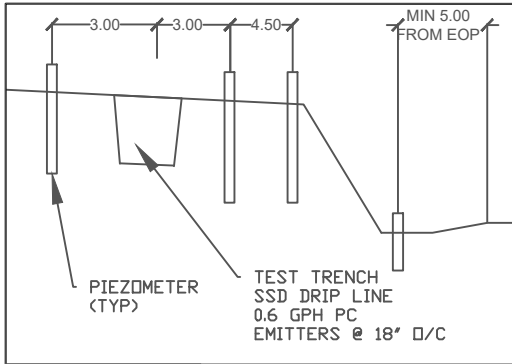 3.00
3.00
4.50
MIN 5.00
FROM EOP
PIEZOMETER
(TYP)
TEST TRENCH
SSD DRIP LINE
0.6 GPH PC
EMITTERS @ 18" O/C